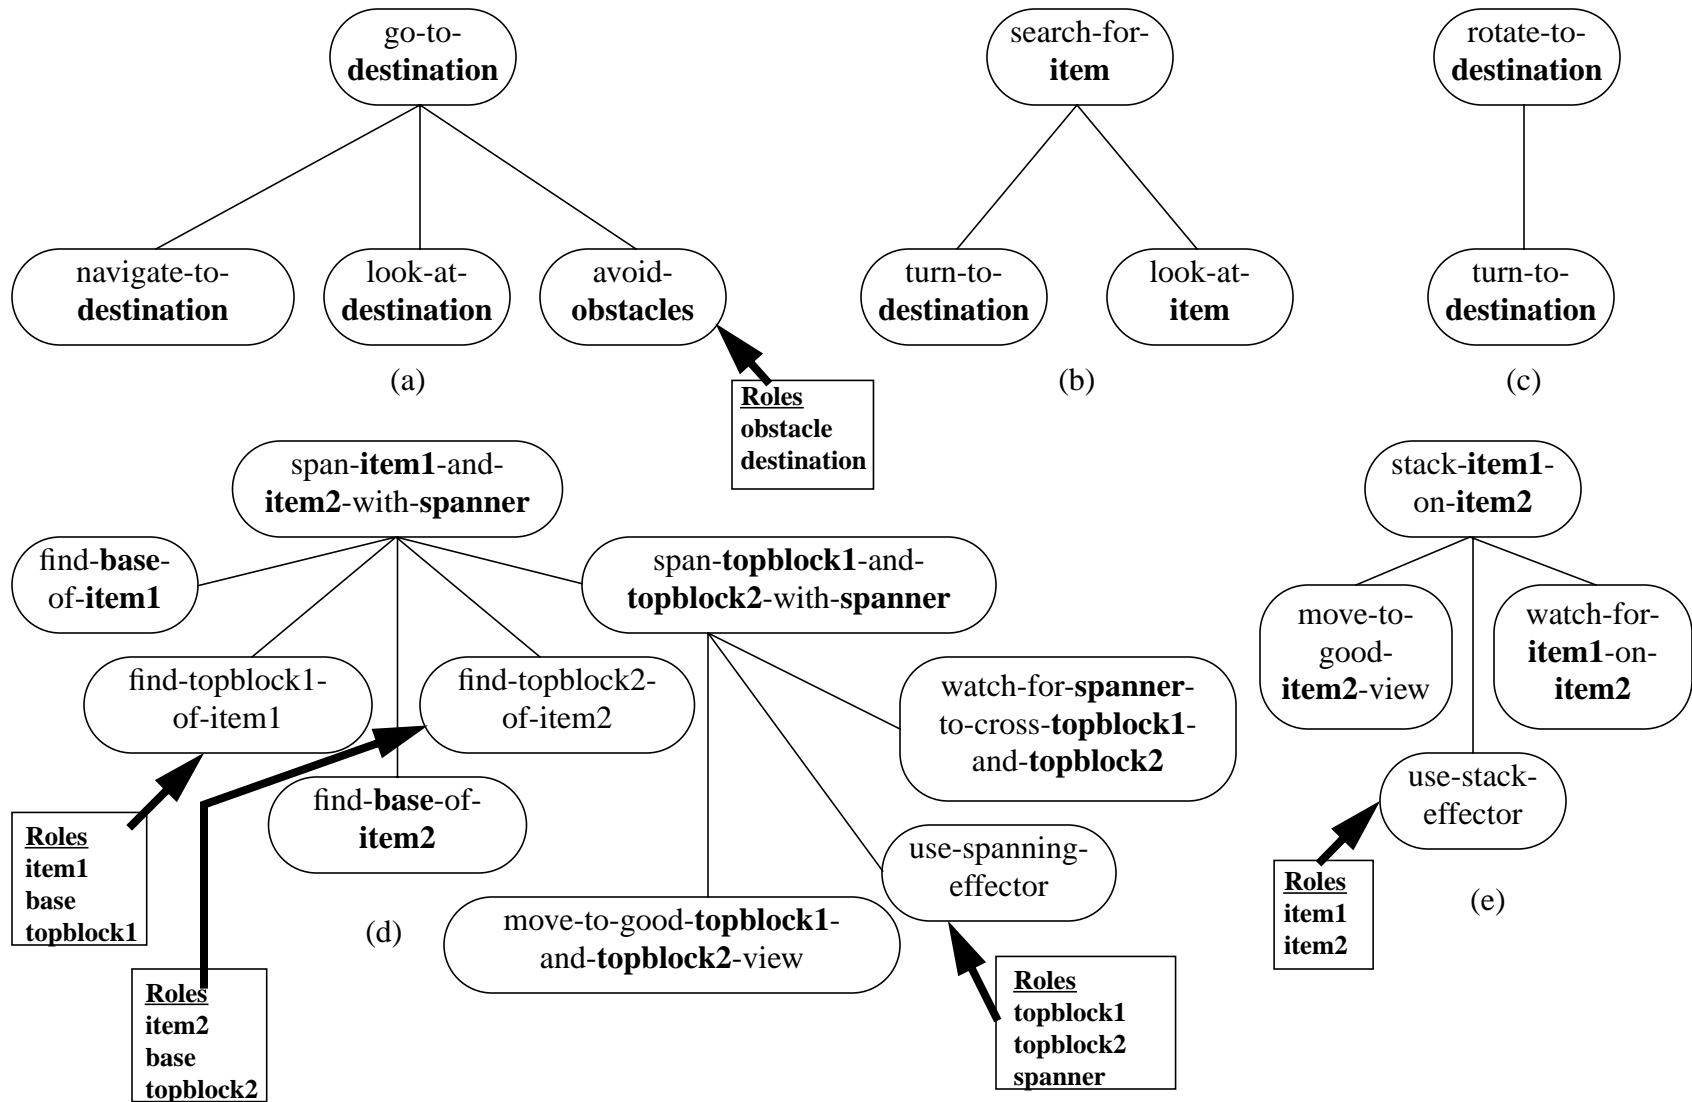 go-to-
destination
search-for-
item
rotate-to-
destination
navigate-to-
destination
look-at-
destination
avoid-
obstacles
turn-to-
destination
look-at-
item
turn-to-
destination
(a)
(b)
(c)
Roles
obstacle
destination
span-item1-and-
item2-with-spanner
stack-item1-
on-item2
find-base-
of-item1
span-topblock1-and-
topblock2-with-spanner
move-to-
good-
item2-view
watch-for-
item1-on-
item2
find-topblock1-
of-item1
find-topblock2-
of-item2
watch-for-spanner-
to-cross-topblock1-
and-topblock2
use-stack-
effector
find-base-of-
item2
Roles
item1
base
topblock1
use-spanning-
effector
Roles
item1
item2
(e)
(d)
move-to-good-topblock1-
and-topblock2-view
Roles
item2
base
topblock2
Roles
topblock1
topblock2
spanner